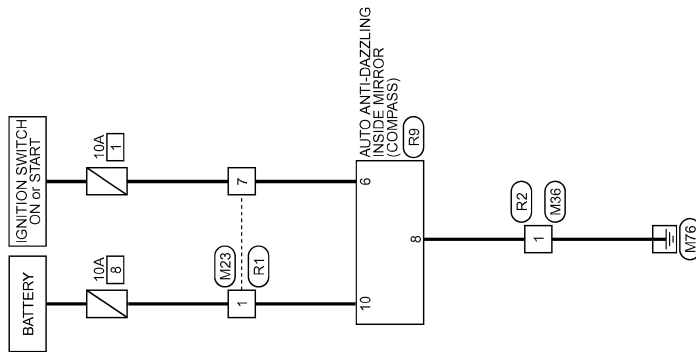 IGNITION SWITCH
ON or START
BATTERY
10A
1
10A
8
7
M23
1
R1
AUTO ANTI-DAZZLING
INSIDE MIRROR
(COMPASS)
R9
6
10
8
R2
1
M36
M76